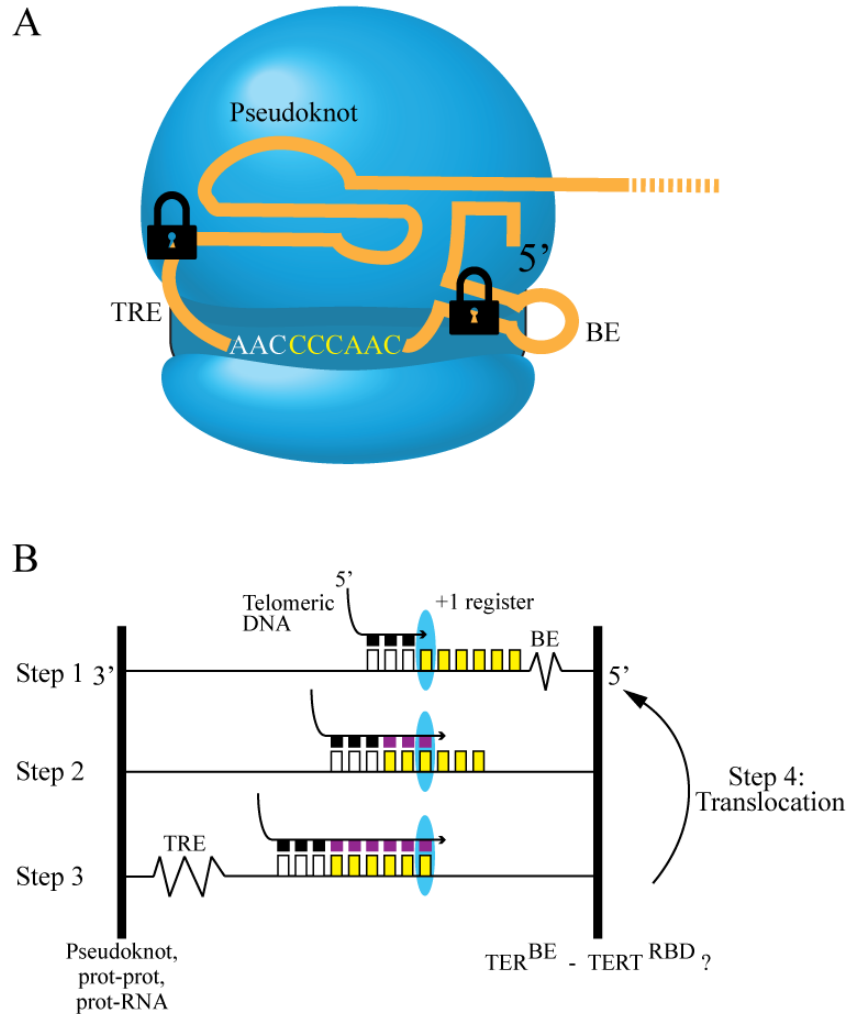 A
Pseudoknot
5’
TRE
AACCCCAAC
BE
B
5’
Telomeric
DNA
+1 register
BE
Step 1
3’
5’
Step 2
Step 4:
Translocation
TRE
Step 3
Pseudoknot,
prot-prot,
prot-RNA
TER^BE - TERT^RBD ?